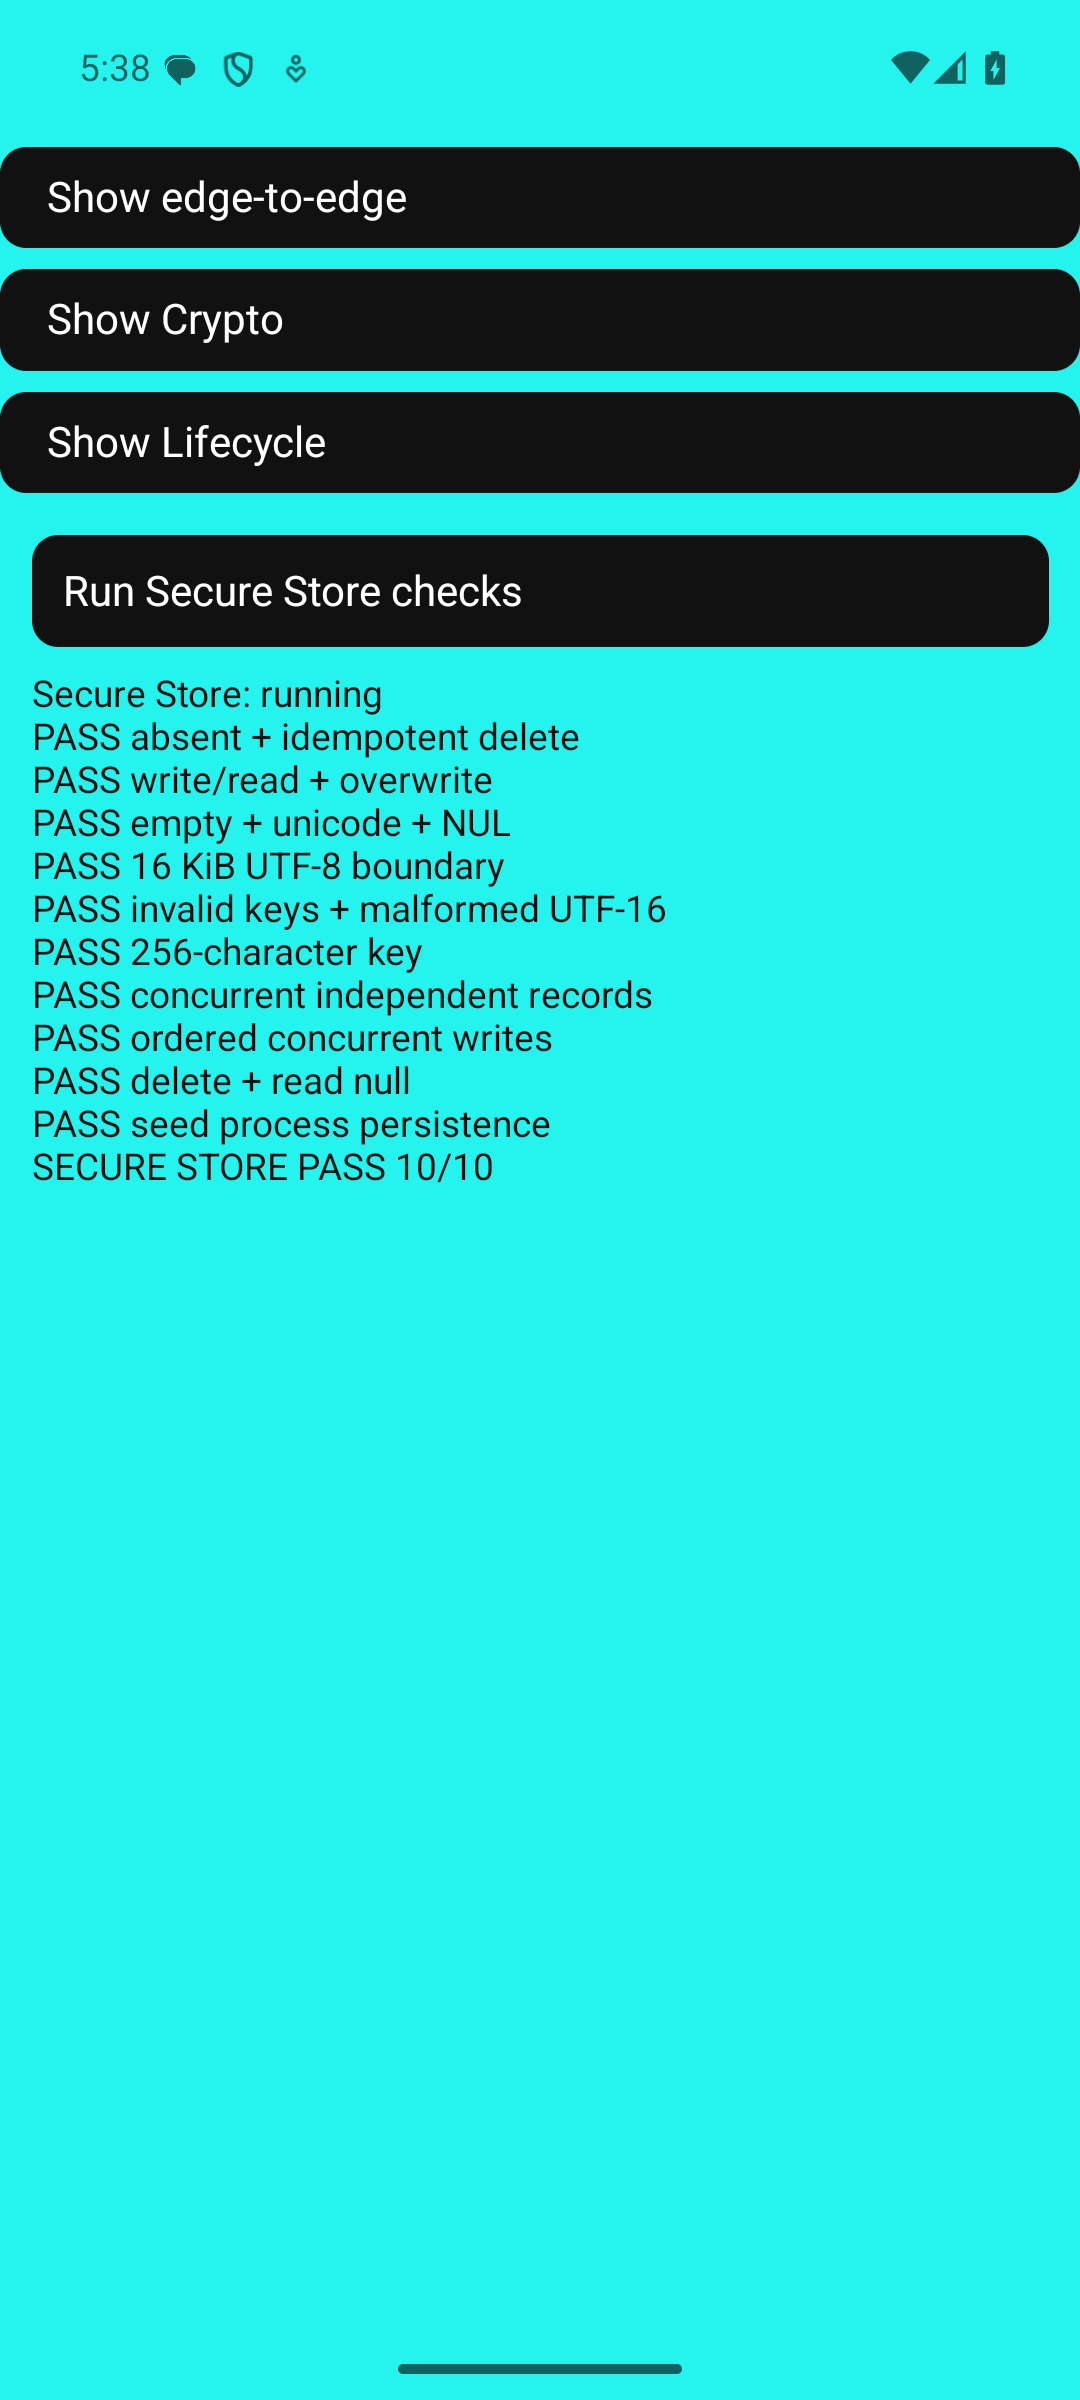 5:38
Show edge-to-edge
Show Crypto
Show Lifecycle
Run Secure Store checks
Secure Store: running
PASS absent + idempotent delete
PASS write/read + overwrite
PASS empty + unicode + NUL
PASS 16 KiB UTF-8 boundary
PASS invalid keys + malformed UTF-16
PASS 256-character key
PASS concurrent independent records
PASS ordered concurrent writes
PASS delete + read null
PASS seed process persistence
SECURE STORE PASS 10/10